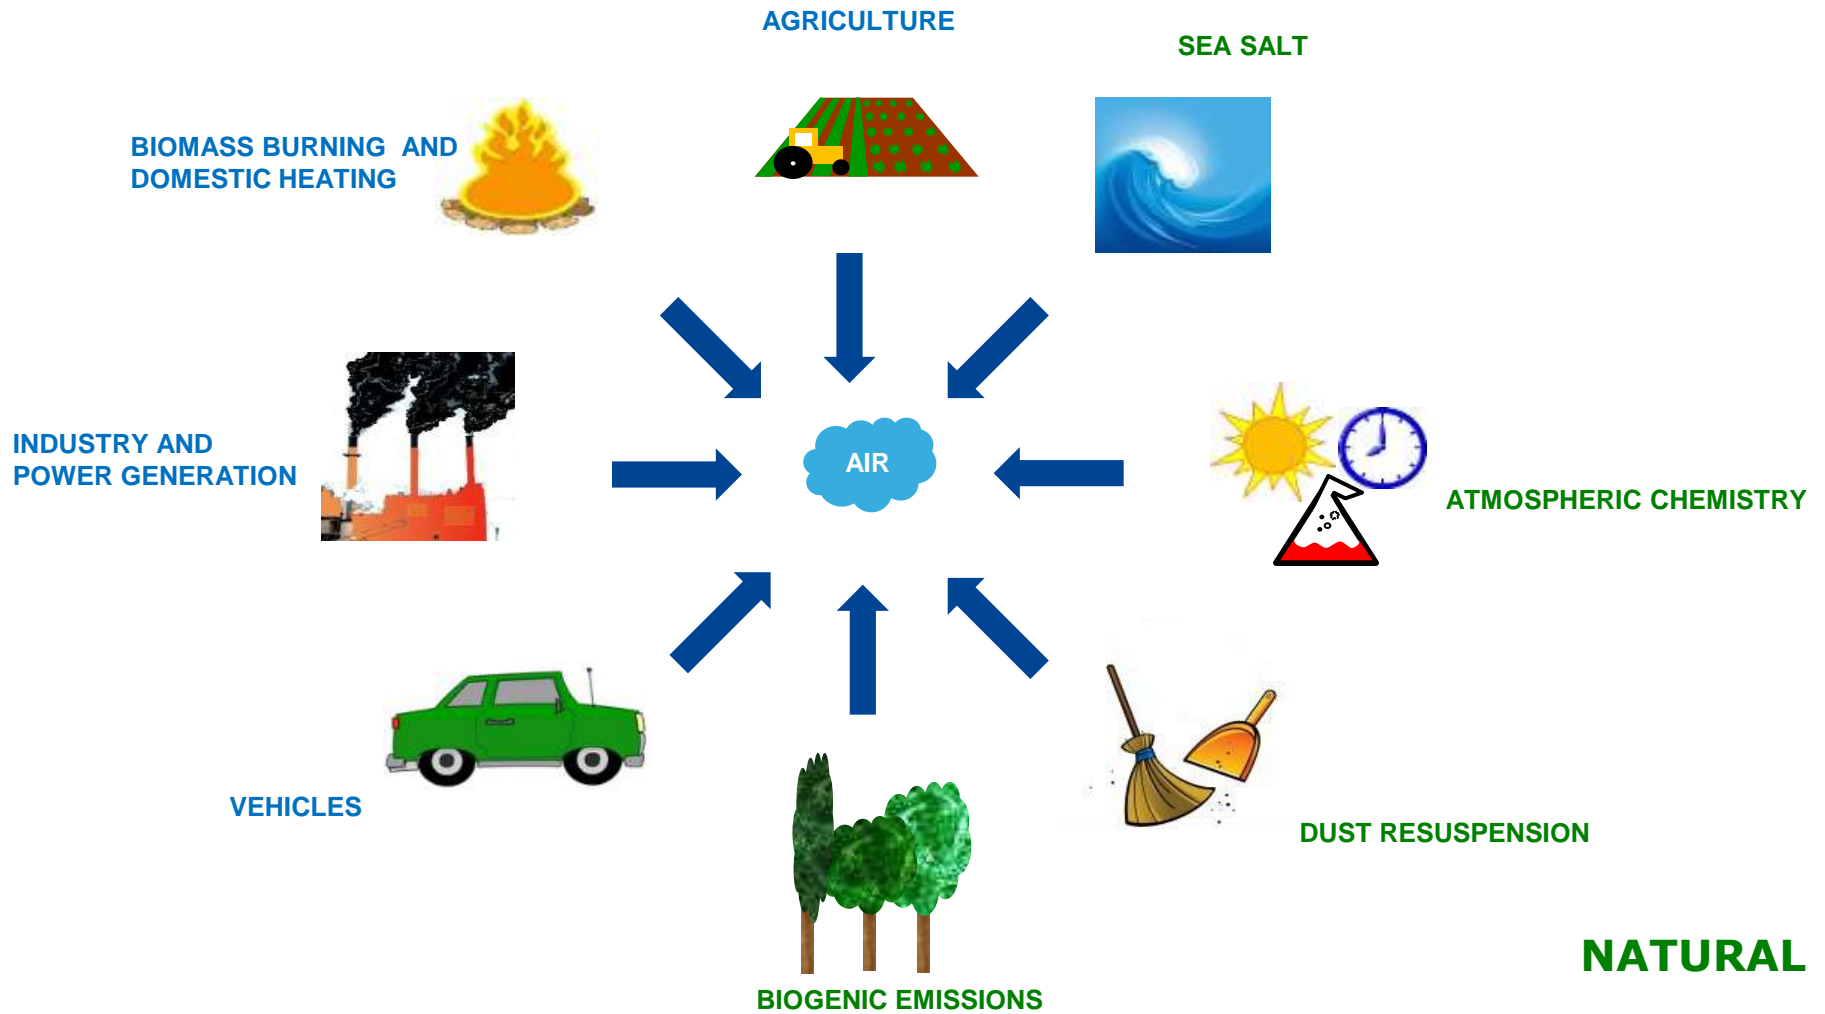 AGRICULTURE
SEA SALT
BIOMASS BURNING AND
DOMESTIC HEATING
INDUSTRY AND
POWER GENERATION
AIR
ATMOSPHERIC CHEMISTRY
VEHICLES
DUST RESUSPENSION
NATURAL
BIOGENIC EMISSIONS